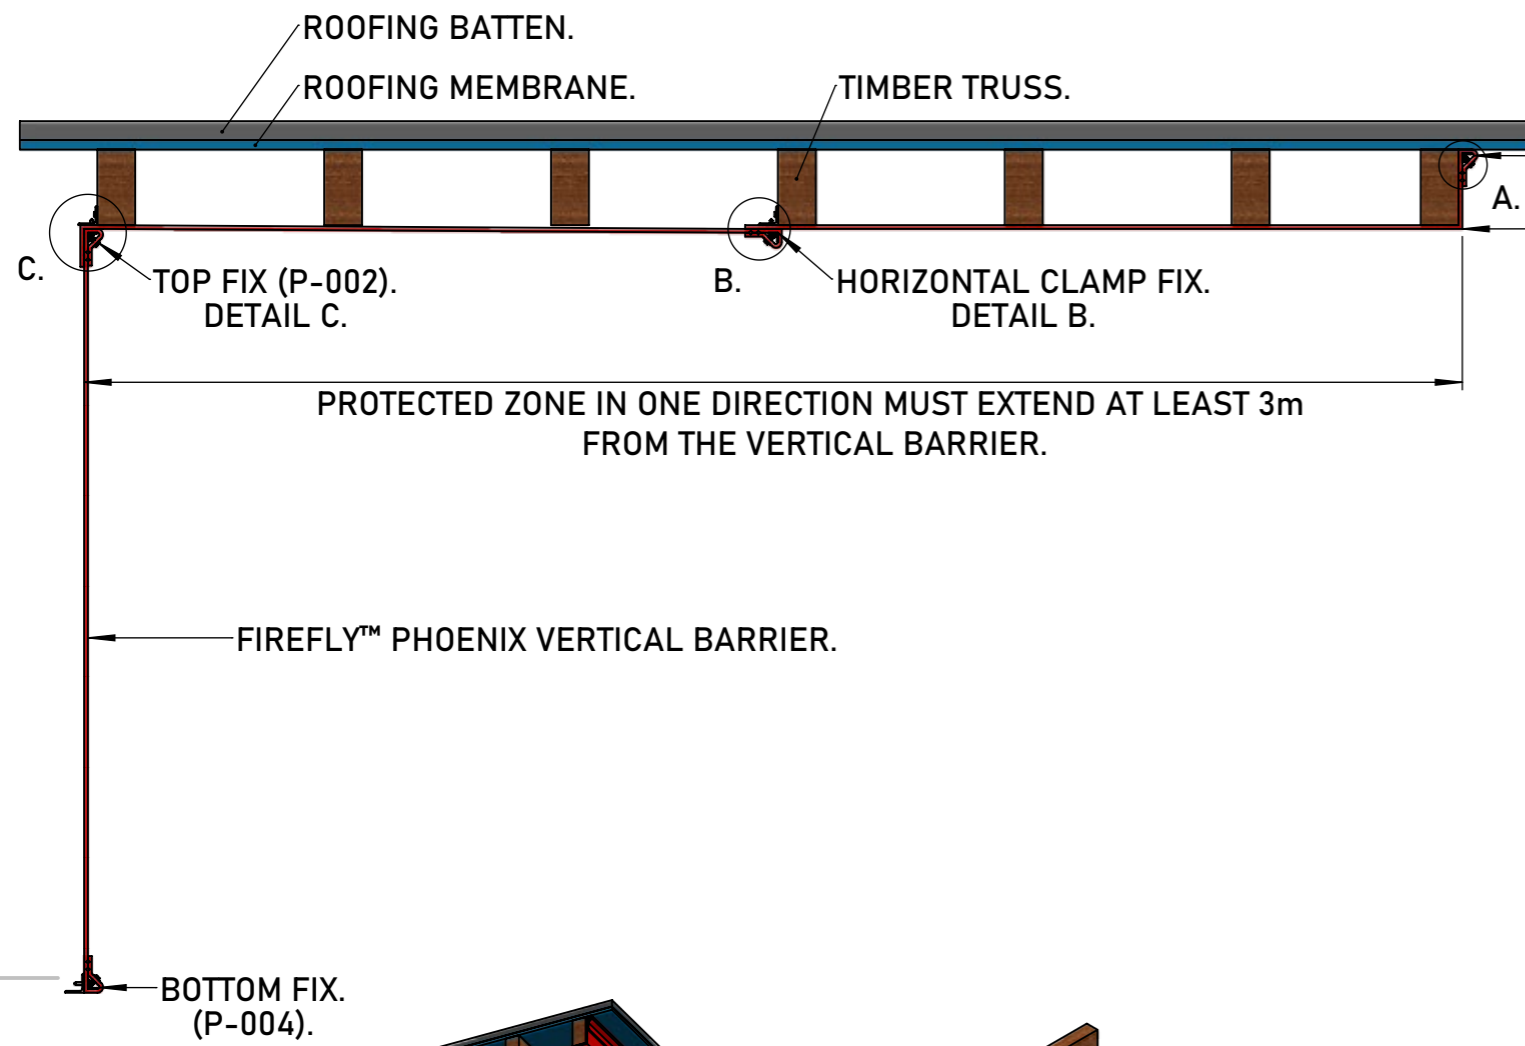 ROOFING BATTEN.
ROOFING MEMBRANE.
TIMBER TRUSS.
A.
C.
TOP FIX (P-002).
DETAIL C.
B.
HORIZONTAL CLAMP FIX.
DETAIL B.
PROTECTED ZONE IN ONE DIRECTION MUST EXTEND AT LEAST 3m
FROM THE VERTICAL BARRIER.
FIREFLY™ PHOENIX VERTICAL BARRIER.
BOTTOM FIX.
(P-004).